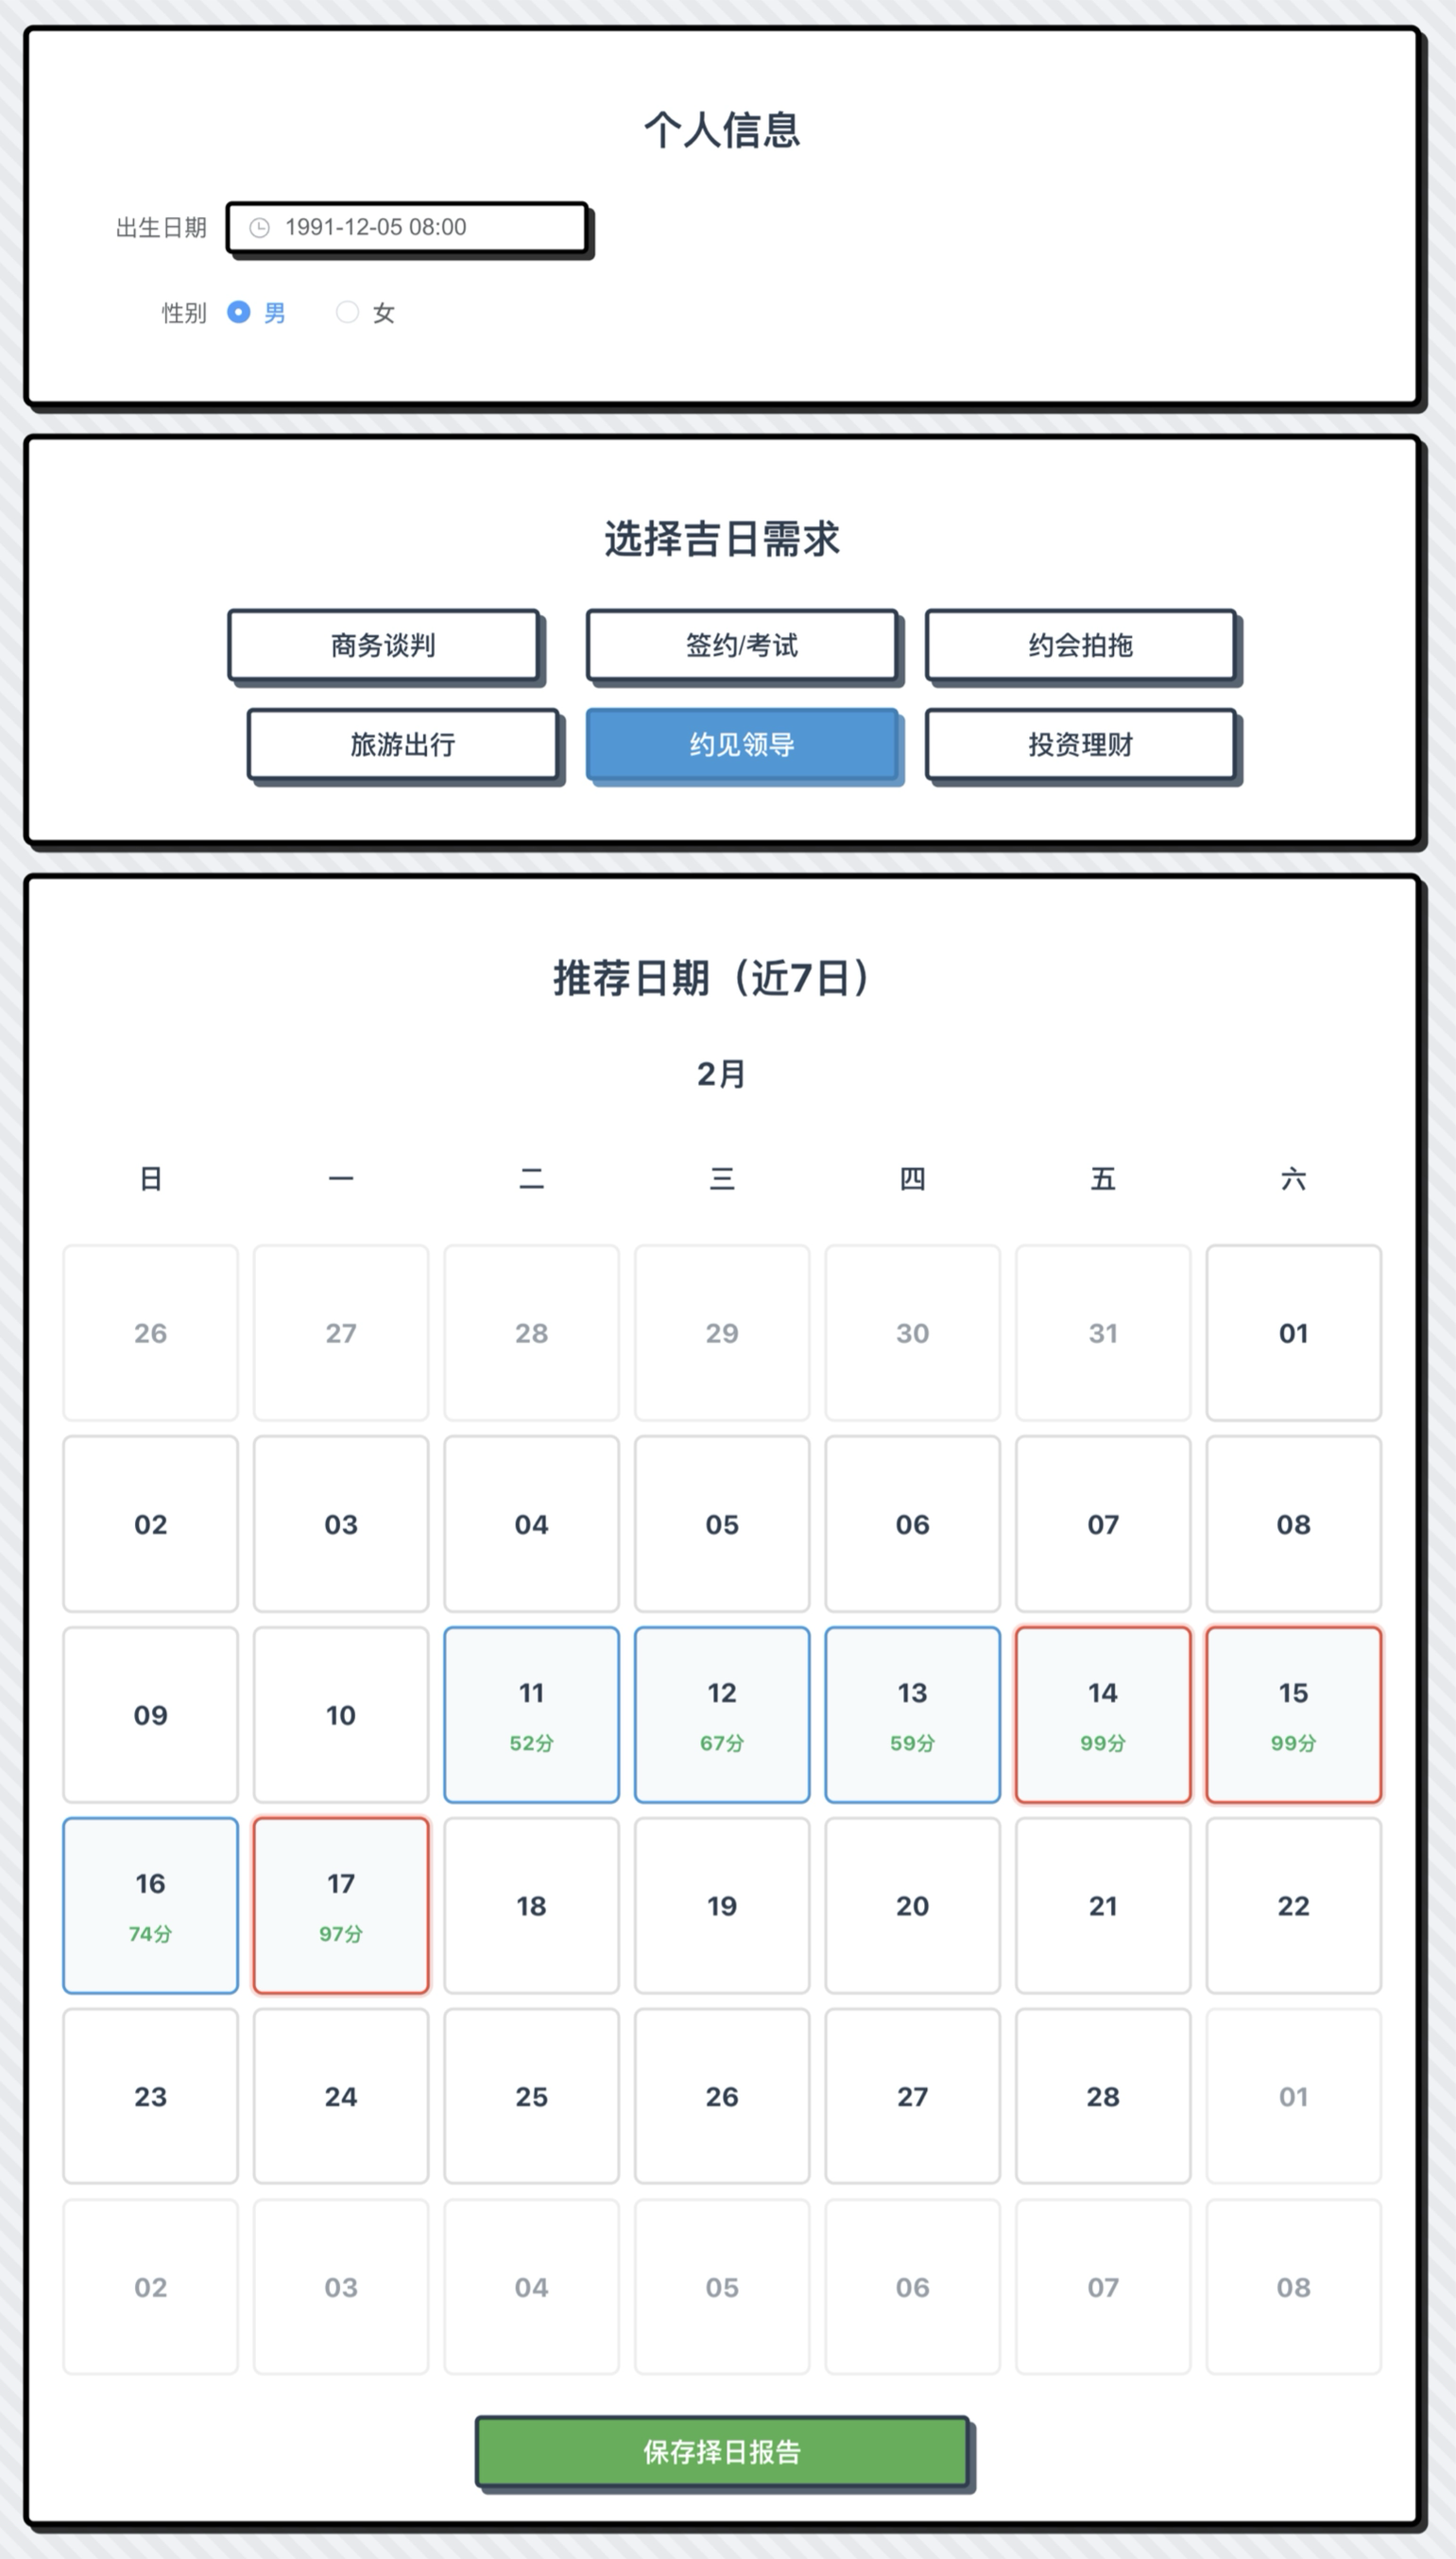 个人信息
出生日期 1991-12-05 08:00
性别 男 女
选择吉日需求
商务谈判 签约/考试 约会拍拖
旅游出行 约见领导 投资理财
推荐日期（近7日）
2月
日 一 二 三 四 五 六
26 27 28 29 30 31 01
02 03 04 05 06 07 08
09 10 11 12 13 14 15
52分 67分 59分 99分 99分
16 17 18 19 20 21 22
74分 97分
23 24 25 26 27 28 01
02 03 04 05 06 07 08
保存择日报告